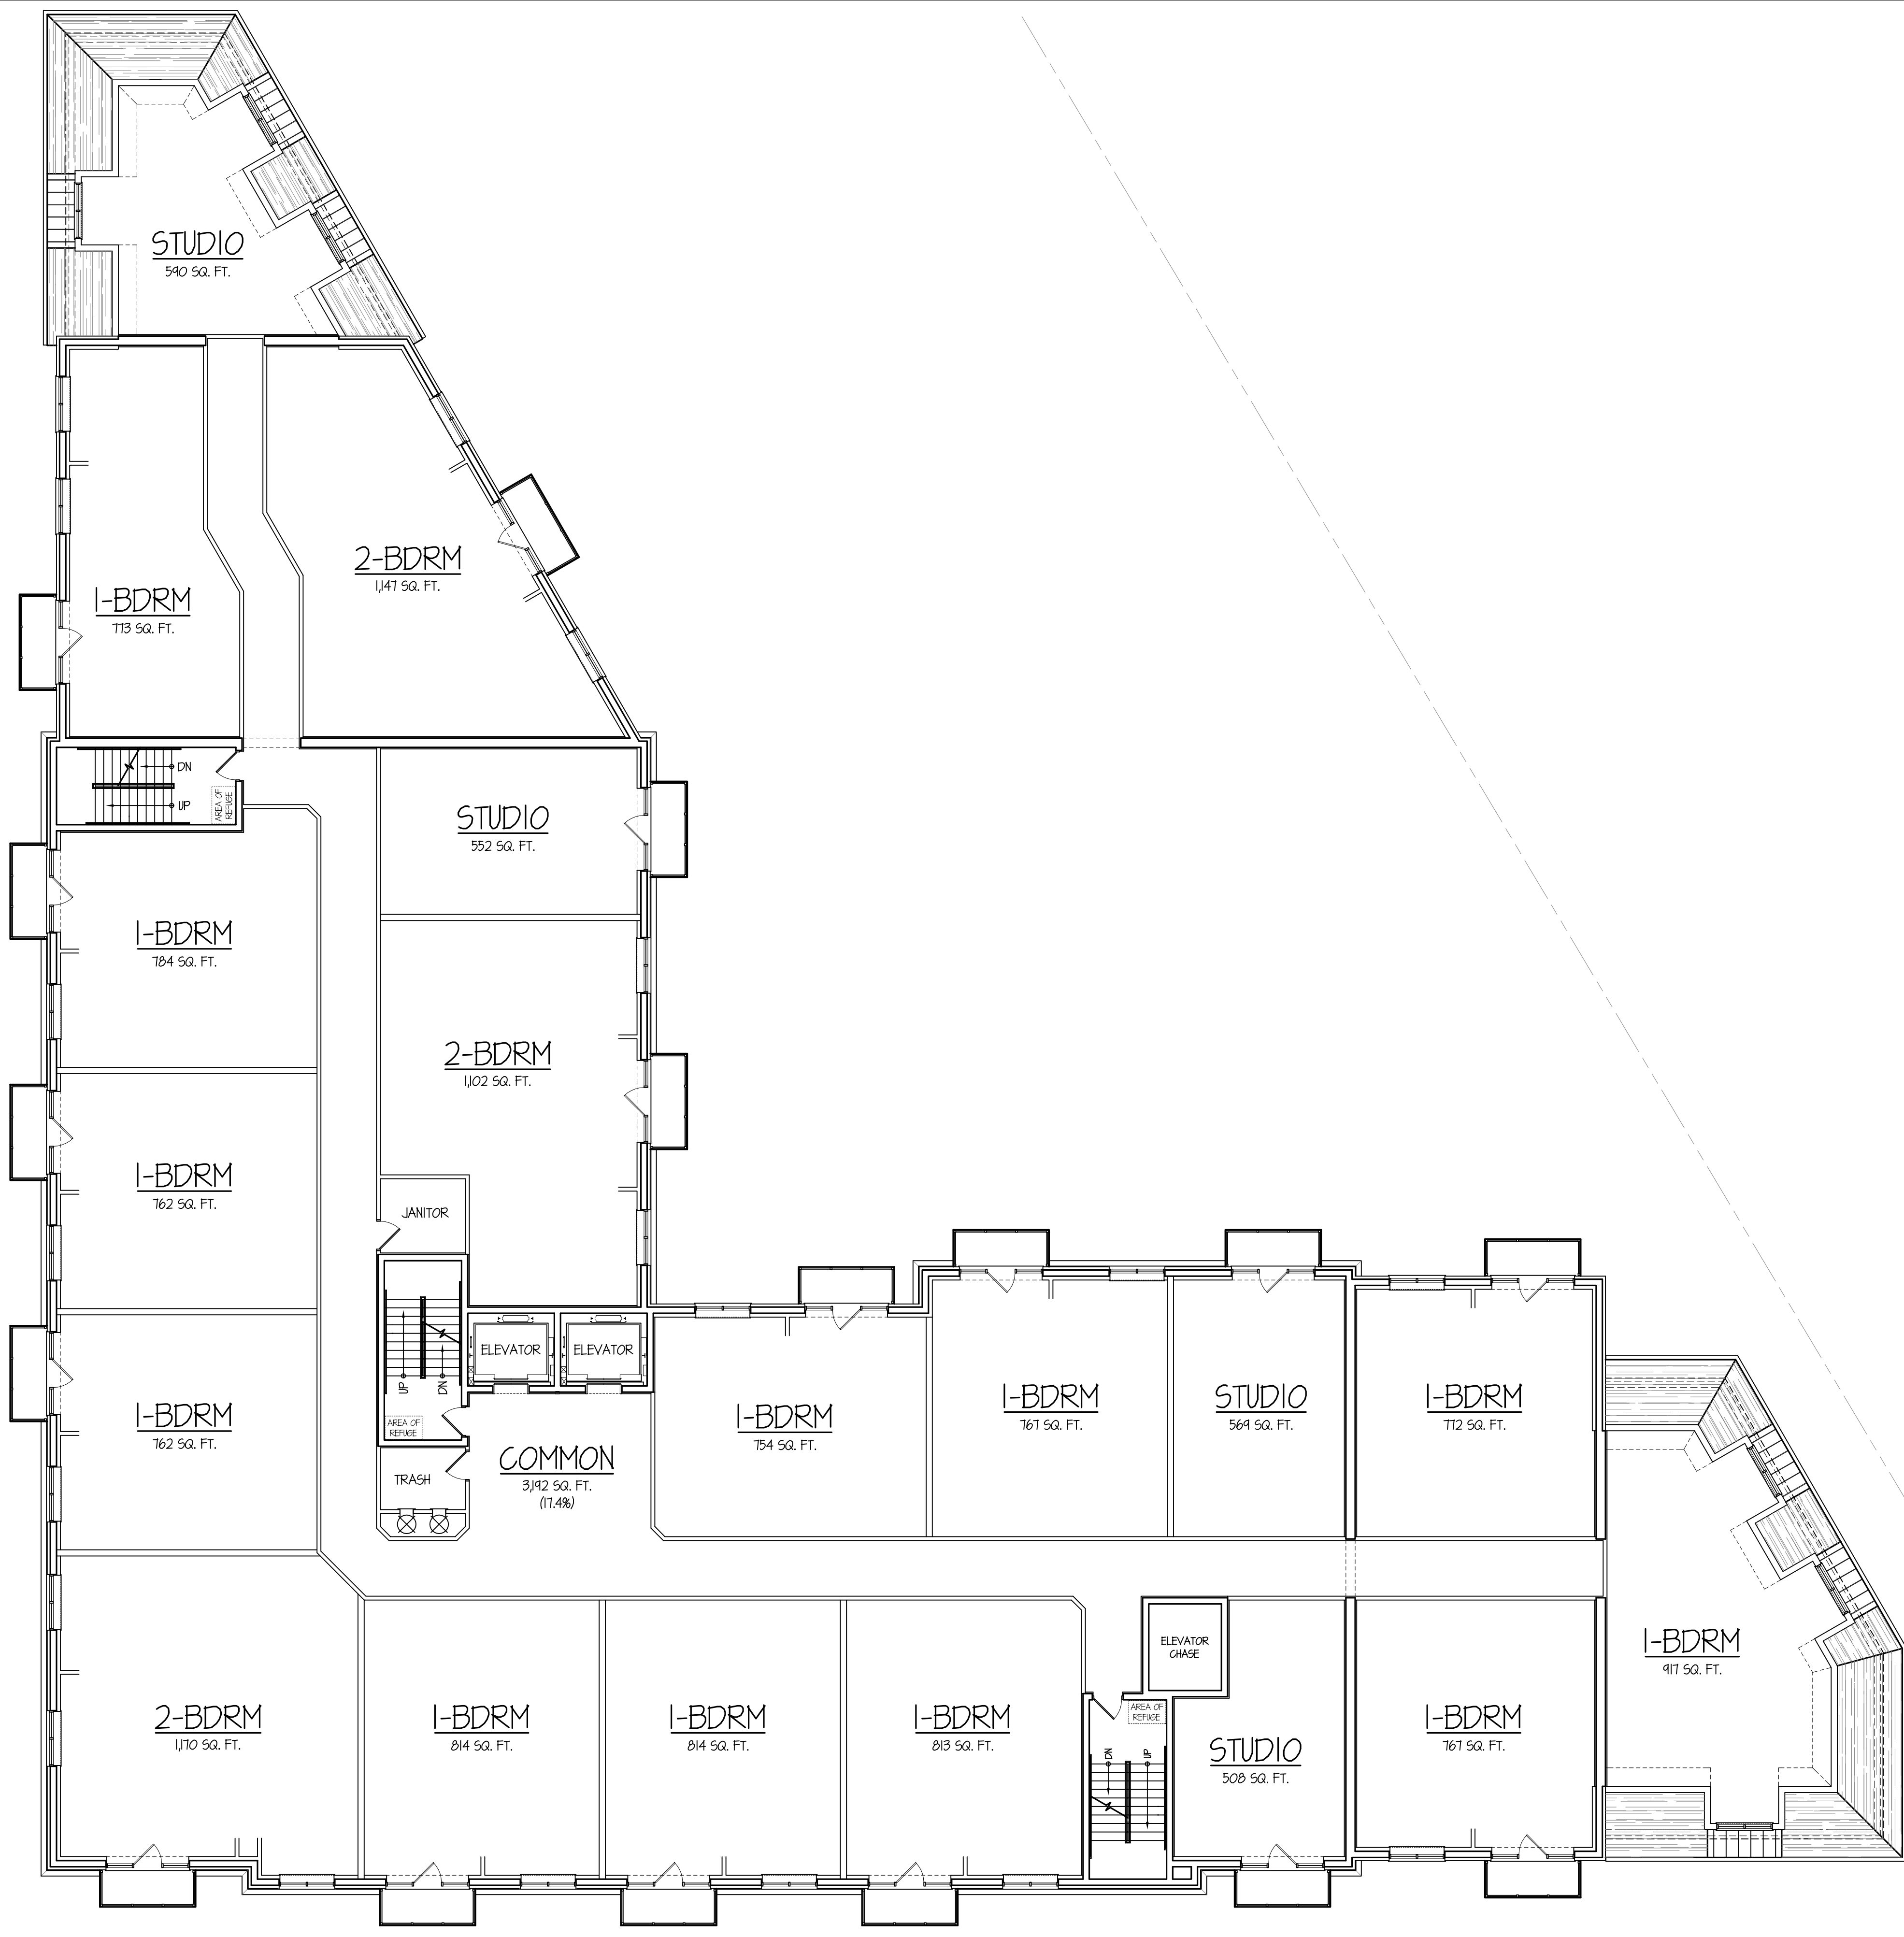 STUDIO
590 SQ. FT.
2-BDRM
1,147 SQ. FT.
1-BDRM
773 SQ. FT.
DN
UP
AREA OF
REFUGE
STUDIO
552 SQ. FT.
1-BDRM
784 SQ. FT.
2-BDRM
1,102 SQ. FT.
1-BDRM
762 SQ. FT.
JANITOR
ELEVATOR
ELEVATOR
UP
DN
AREA OF
REFUGE
1-BDRM
762 SQ. FT.
TRASH
COMMON
3,192 SQ. FT.
(17.4%)
1-BDRM
754 SQ. FT.
1-BDRM
767 SQ. FT.
STUDIO
569 SQ. FT.
1-BDRM
772 SQ. FT.
ELEVATOR
CHASE
1-BDRM
917 SQ. FT.
2-BDRM
1,170 SQ. FT.
1-BDRM
814 SQ. FT.
1-BDRM
814 SQ. FT.
1-BDRM
813 SQ. FT.
AREA OF
REFUGE
DN
UP
STUDIO
508 SQ. FT.
1-BDRM
767 SQ. FT.